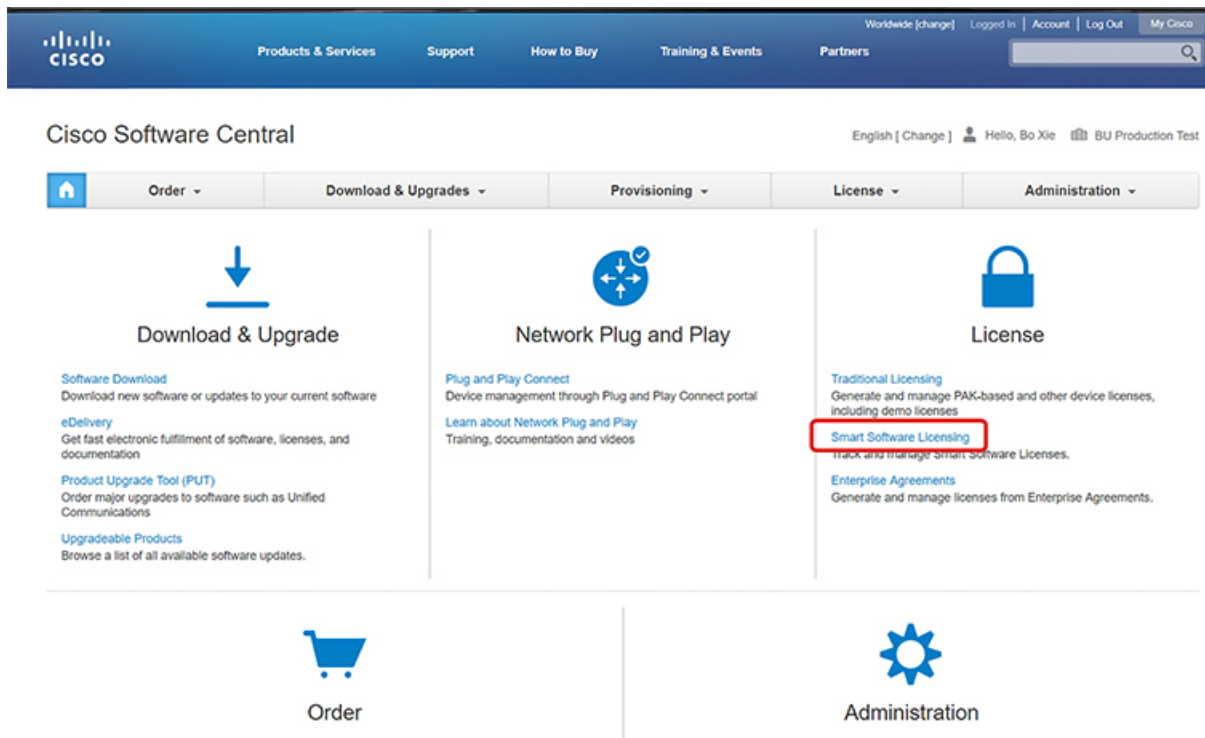 Worldwide [change] Logged In | Account | Log Out My Cisco
CISCO
Products & Services Support How to Buy Training & Events Partners
Cisco Software Central
English [ Change ] Hello, Bo Xie BU Production Test
Order Download & Upgrades Provisioning License Administration
Download & Upgrade
Software Download
Download new software or updates to your current software
eDelivery
Get fast electronic fulfillment of software, licenses, and
documentation
Product Upgrade Tool (PUT)
Order major upgrades to software such as Unified
Communications
Upgradeable Products
Browse a list of all available software updates.
Network Plug and Play
Plug and Play Connect
Device management through Plug and Play Connect portal
Learn about Network Plug and Play
Training, documentation and videos
License
Traditional Licensing
Generate and manage PAK-based and other device licenses,
including demo licenses
Smart Software Licensing
Track and manage Smart Software Licenses.
Enterprise Agreements
Generate and manage licenses from Enterprise Agreements.
Order
Administration